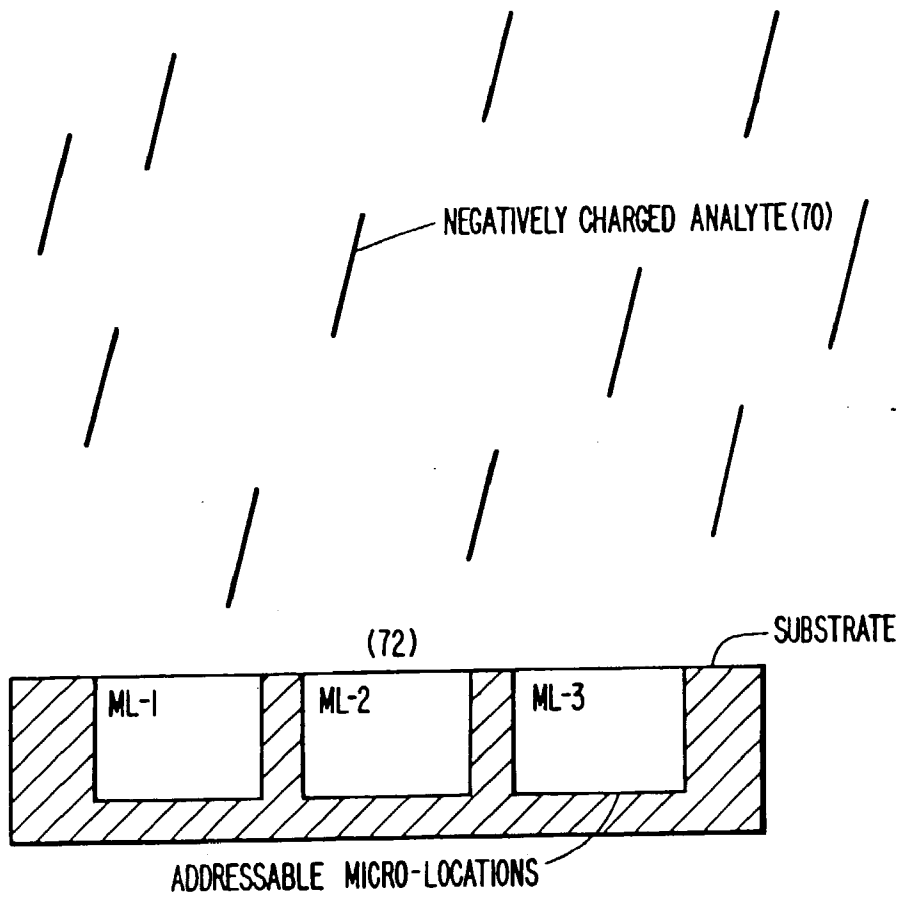 NEGATIVELY CHARGED ANALYTE(70)
(72)
SUBSTRATE
ML-1
ML-2
ML-3
ADDRESSABLE MICRO-LOCATIONS